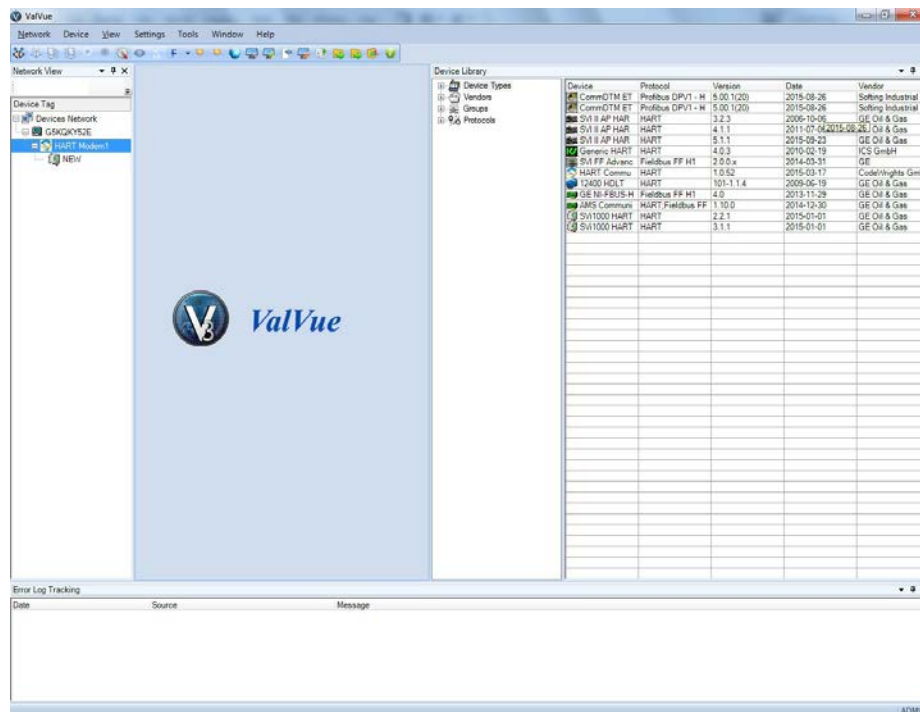 ValVue
Network Device View Settings Tools Window Help
F
Network View
Device Tag
Devices Network
G5KQKY52E
HART Modem1
NEW
V3
ValVue
Device Library
Device Types
Vendors
Groups
Protocols
Device Protocol Version Date Vendor
CommDTM ET Profibus DPV1 - H 5.00.1(20) 2015-08-26 Softing Industrial
CommDTM ET Profibus DPV1 - H 5.00.1(20) 2015-08-26 Softing Industrial
SVI II AP HAR HART 3.2.3 2006-10-06 GE Oil & Gas
SVI II AP HAR HART 4.1.1 2011-07-0 2015-08-26 Oil & Gas
SVI II AP HAR HART 5.1.1 2015-09-23 GE Oil & Gas
Generic HART HART 4.0.3 2010-02-19 ICS GmbH
SVI FF Advanc Fieldbus FF H1 2.0.0.x 2014-03-31 GE
HART Commu HART 1.0.52 2015-03-17 CodeWrights Gm
12400 HDLT HART 101-1.1.4 2009-06-19 GE Oil & Gas
GE NI-FBUS-H Fieldbus FF H1 4.0 2013-11-29 GE Oil & Gas
AMS Communi HART,Fieldbus FF 1.10.0 2014-12-30 GE Oil & Gas
SVi1000 HART HART 2.2.1 2015-01-01 GE Oil & Gas
SVi1000 HART HART 3.1.1 2015-01-01 GE Oil & Gas
Error Log Tracking
Date Source Message